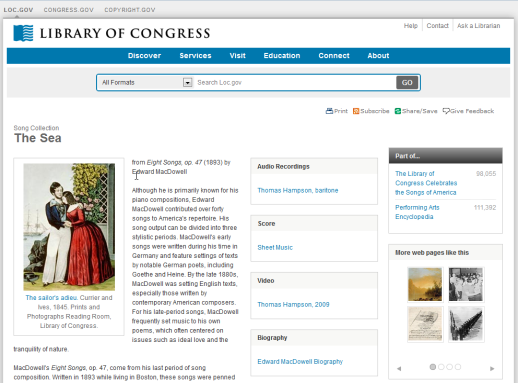 LOC.GOV CONGRESS.GOV COPYRIGHT.GOV
Help Contact Ask a Librarian
LIBRARY OF CONGRESS
Discover Services Visit Education Connect About
All Formats Search Loc.gov GO
Print Subscribe Share/Save Give Feedback
Song Collection
The Sea
The sailor's adieu. Currier and
Ives, 1845. Prints and
Photographs Reading Room,
Library of Congress.
from Eight Songs, op. 47 (1893) by
Edward MacDowell
Although he is primarily known for his
piano compositions, Edward
MacDowell contributed over forty
songs to America's repertoire. His
song output can be divided into three
stylistic periods. MacDowell's early
songs were written during his time in
Germany and feature settings of texts
by notable German poets, including
Goethe and Heine. By the late 1880s,
MacDowell was setting English texts,
especially those written by
contemporary American composers.
For his late-period songs, MacDowell
frequently set music to his own
poems, which often centered on
issues such as ideal love and the
tranquility of nature.
MacDowell's Eight Songs, op. 47, come from his last period of song
composition. Written in 1893 while living in Boston, these songs were penned
Audio Recordings
Thomas Hampson, baritone
Score
Sheet Music
Video
Thomas Hampson, 2009
Biography
Edward MacDowell Biography
Part of...
The Library of 98,055
Congress Celebrates
the Songs of America
Performing Arts 111,382
Encyclopedia
More web pages like this